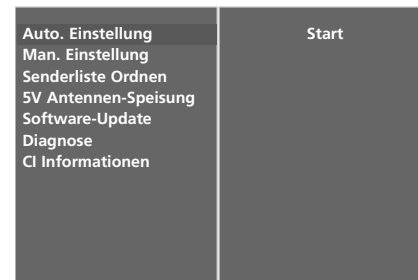 Auto. Einstellung
Start
Man. Einstellung
Senderliste Ordnen
5V Antennen-Speisung
Software-Update
Diagnose
CI Informationen